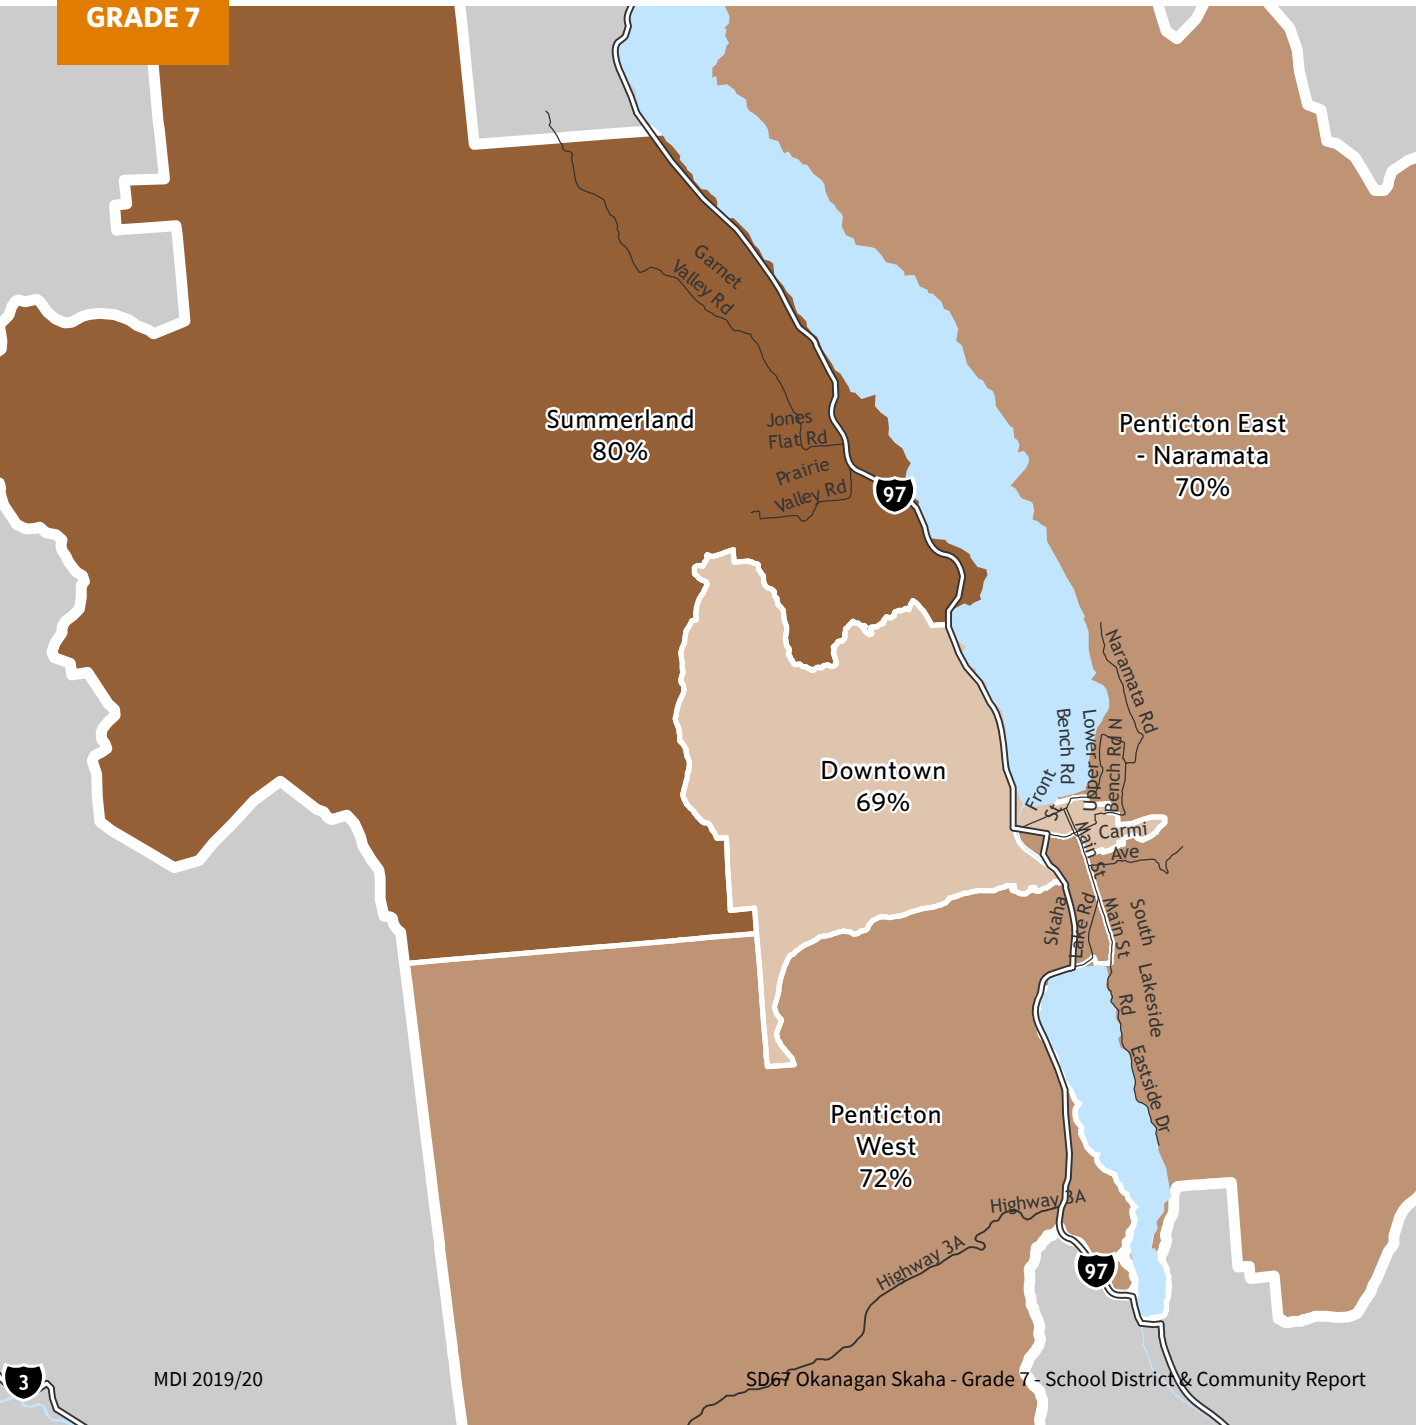 GRADE 7
Garnet
Valley Rd
Summerland
80%
Jones
Flat Rd
Prairie
Valley Rd
97
Penticton East
- Naramata
70%
Naramata Rd
Lower
Bench Rd
Upper
Bench Rd N
Front
St
Downtown
69%
Main St
Carmi
Ave
Skaha
Lake Rd
South
Main St
Lakeside
Rd
Eastside Dr
Penticton
West
72%
Highway 3A
Highway 3A
97
3
MDI 2019/20
SD67 Okanagan Skaha - Grade 7 - School District & Community Report